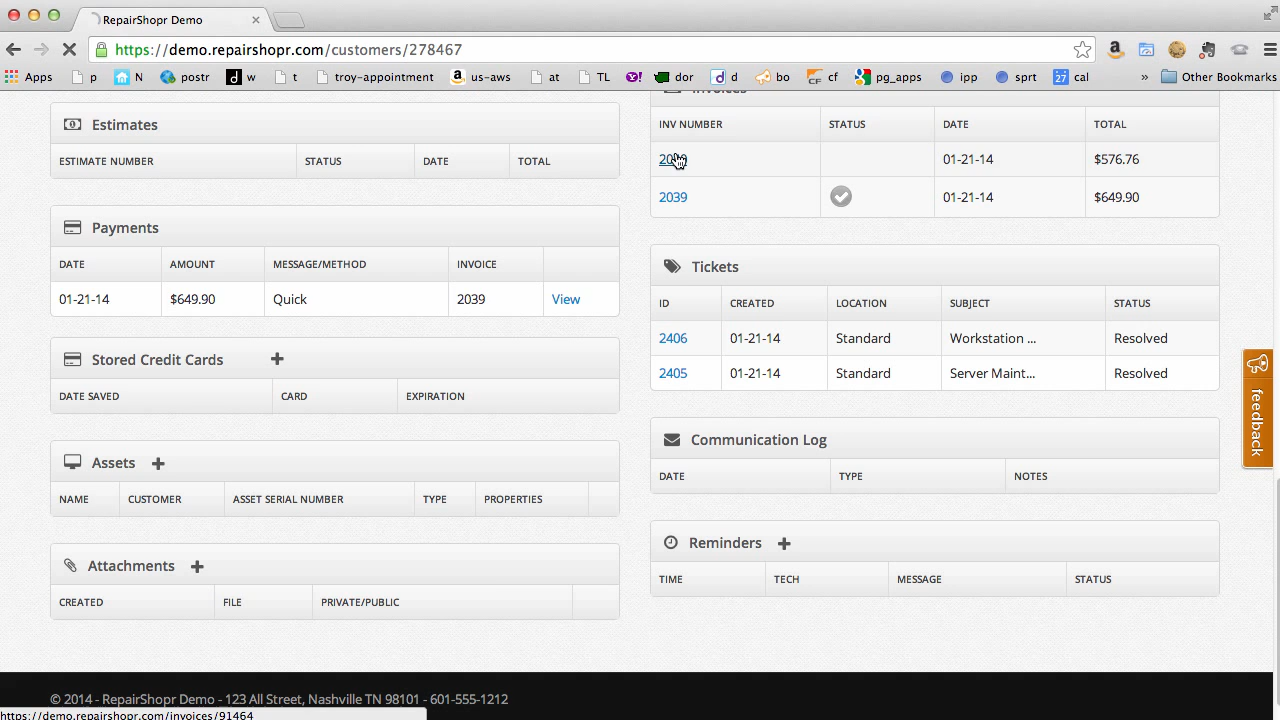 RepairShopr Demo
https://demo.repairshopr.com/customers/278467
Apps p N postr w t troy-appointment us-aws at TL dor d bo cf pg_apps ipp sprt 27 cal » Other Bookmarks
Estimates
ESTIMATE NUMBER STATUS DATE TOTAL
Payments
DATE AMOUNT MESSAGE/METHOD INVOICE
01-21-14 $649.90 Quick 2039 View
Stored Credit Cards
DATE SAVED CARD EXPIRATION
Assets
NAME CUSTOMER ASSET SERIAL NUMBER TYPE PROPERTIES
Attachments
CREATED FILE PRIVATE/PUBLIC
Invoices
INV NUMBER STATUS DATE TOTAL
01-21-14 $576.76
2039 01-21-14 $649.90
Tickets
ID CREATED LOCATION SUBJECT STATUS
2406 01-21-14 Standard Workstation ... Resolved
2405 01-21-14 Standard Server Maint... Resolved
Communication Log
DATE TYPE NOTES
Reminders
TIME TECH MESSAGE STATUS
feedback
© 2014 - RepairShopr Demo - 123 All Street, Nashville TN 98101 - 601-555-1212
https://demo.repairshopr.com/invoices/91464